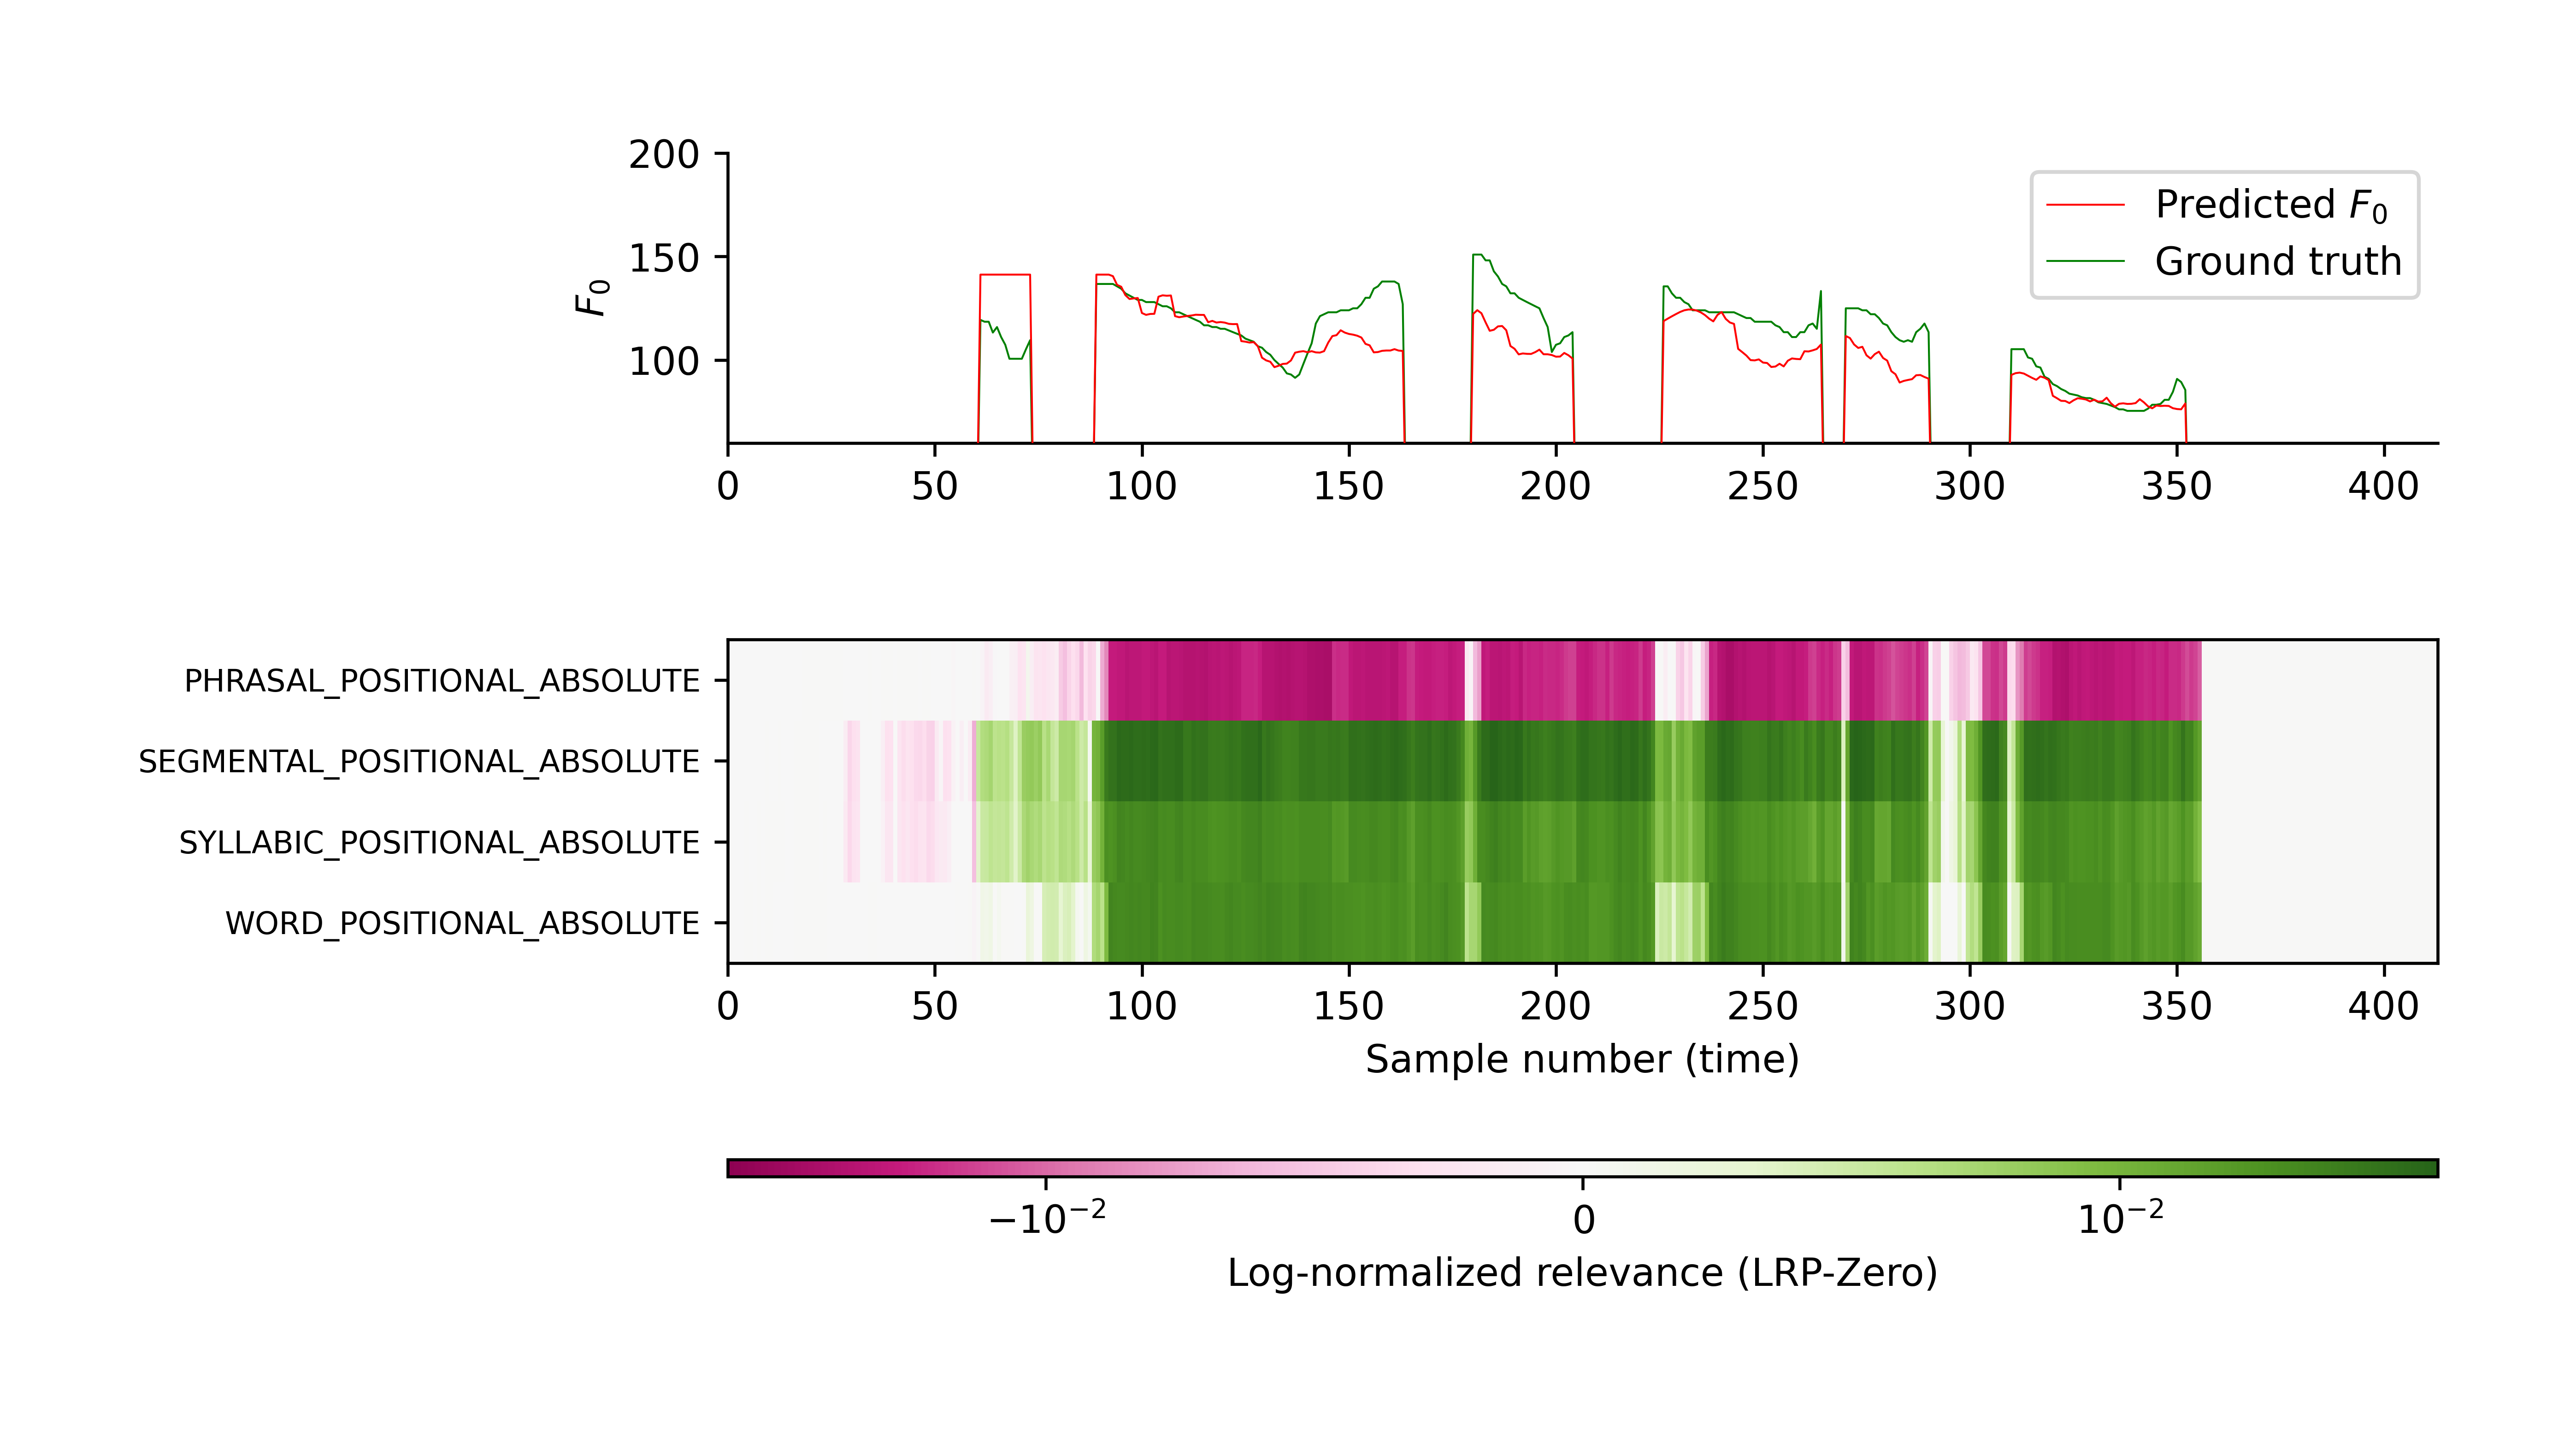 200
150
100
F₀
Predicted F₀
Ground truth
0 50 100 150 200 250 300 350 400
PHRASAL_POSITIONAL_ABSOLUTE
SEGMENTAL_POSITIONAL_ABSOLUTE
SYLLABIC_POSITIONAL_ABSOLUTE
WORD_POSITIONAL_ABSOLUTE
0 50 100 150 200 250 300 350 400
Sample number (time)
−10⁻² 0 10⁻²
Log-normalized relevance (LRP-Zero)